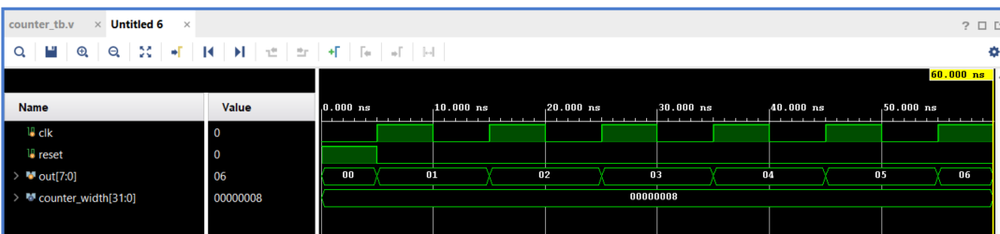 counter_tb.v × Untitled 6 ×
60.000 ns
Name Value
0.000 ns 10.000 ns 20.000 ns 30.000 ns 40.000 ns 50.000 ns
clk 0
reset 0
out[7:0] 06 00 01 02 03 04 05 06
counter_width[31:0] 00000008 00000008